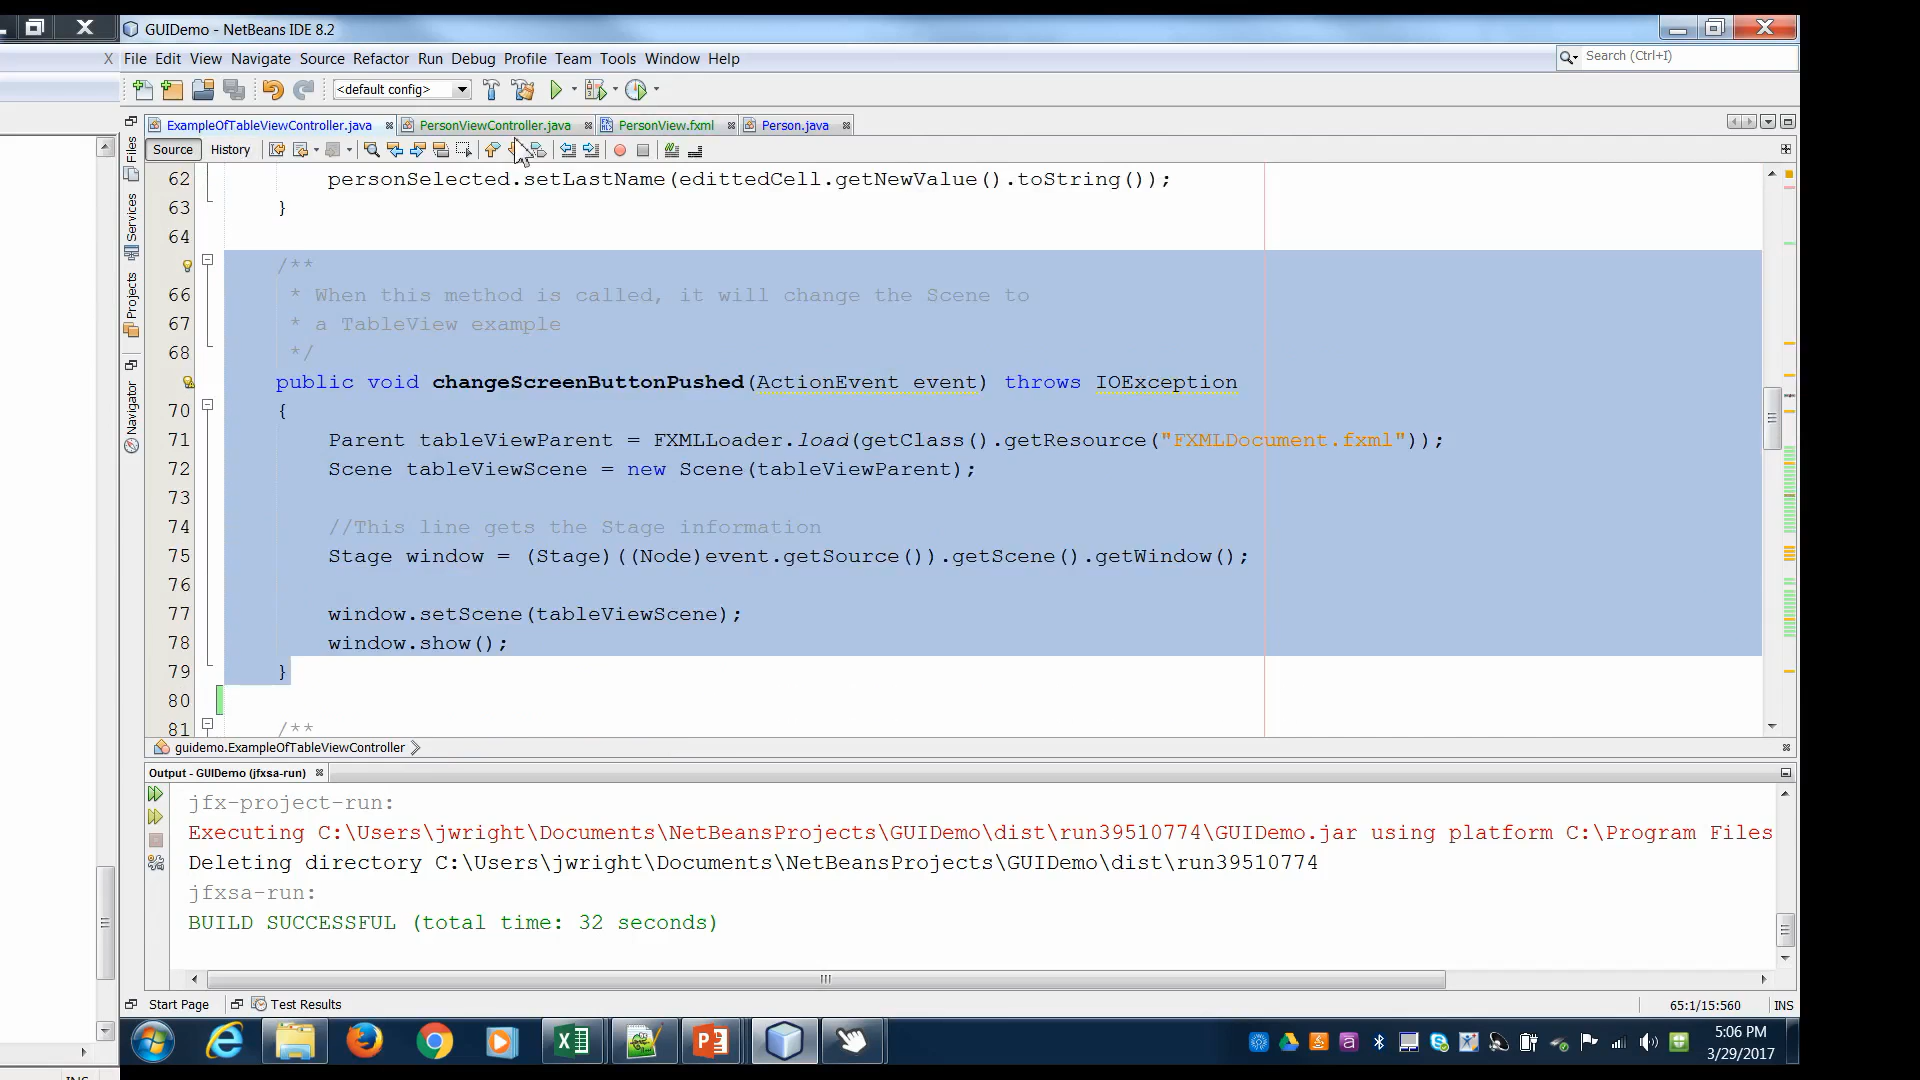 GUIDemo - NetBeans IDE 8.2
X File Edit View Navigate Source Refactor Run Debug Profile Team Tools Window Help
Search (Ctrl+I)
<default config>
ExampleOfTableViewController.java PersonViewController.java PersonView.fxml Person.java
Source History
Files
Services
Projects
Navigator
62 personSelected.setLastName(edittedCell.getNewValue().toString());
63 }
64
/**
66 * When this method is called, it will change the Scene to
67 * a TableView example
68 */
public void changeScreenButtonPushed(ActionEvent event) throws IOException
70 {
71 Parent tableViewParent = FXMLLoader.load(getClass().getResource("FXMLDocument.fxml"));
72 Scene tableViewScene = new Scene(tableViewParent);
73
74 //This line gets the Stage information
75 Stage window = (Stage)((Node)event.getSource()).getScene().getWindow();
76
77 window.setScene(tableViewScene);
78 window.show();
79 }
80
81 /**
guidemo.ExampleOfTableViewController
Output - GUIDemo (jfxsa-run)
jfx-project-run:
Executing C:\Users\jwright\Documents\NetBeansProjects\GUIDemo\dist\run39510774\GUIDemo.jar using platform C:\Program Files
Deleting directory C:\Users\jwright\Documents\NetBeansProjects\GUIDemo\dist\run39510774
jfxsa-run:
BUILD SUCCESSFUL (total time: 32 seconds)
Start Page Test Results
65:1/15:560 INS
5:06 PM
3/29/2017